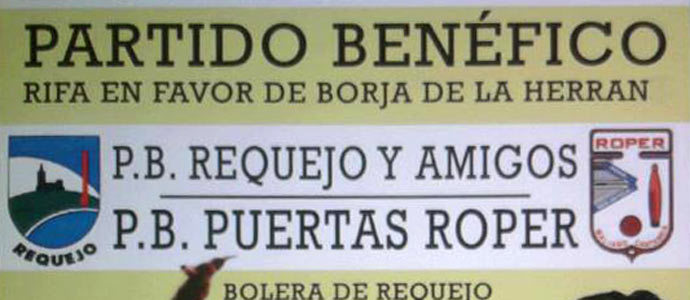 PARTIDO BENÉFICO
RIFA EN FAVOR DE BORJA DE LA HERRAN
P.B. REQUEJO Y AMIGOS
REQUEJO
ROPER
P.B. PUERTAS ROPER
BOLERA DE REQUEJO